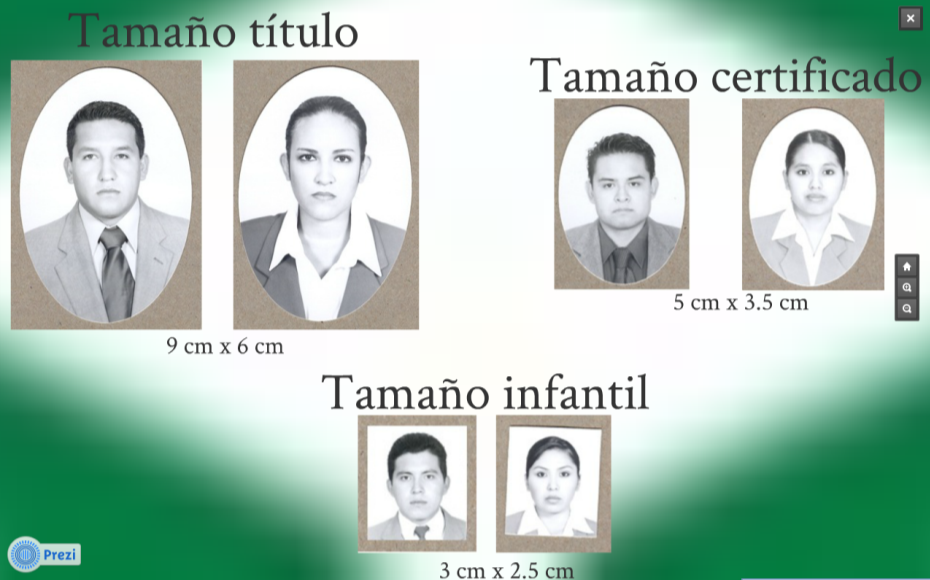 Tamaño título
9 cm x 6 cm
Tamaño certificado
5 cm x 3.5 cm
Tamaño infantil
3 cm x 2.5 cm
Prezi